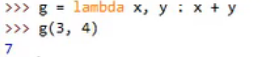 >>> g = lambda x, y : x + y
>>> g(3, 4)
7